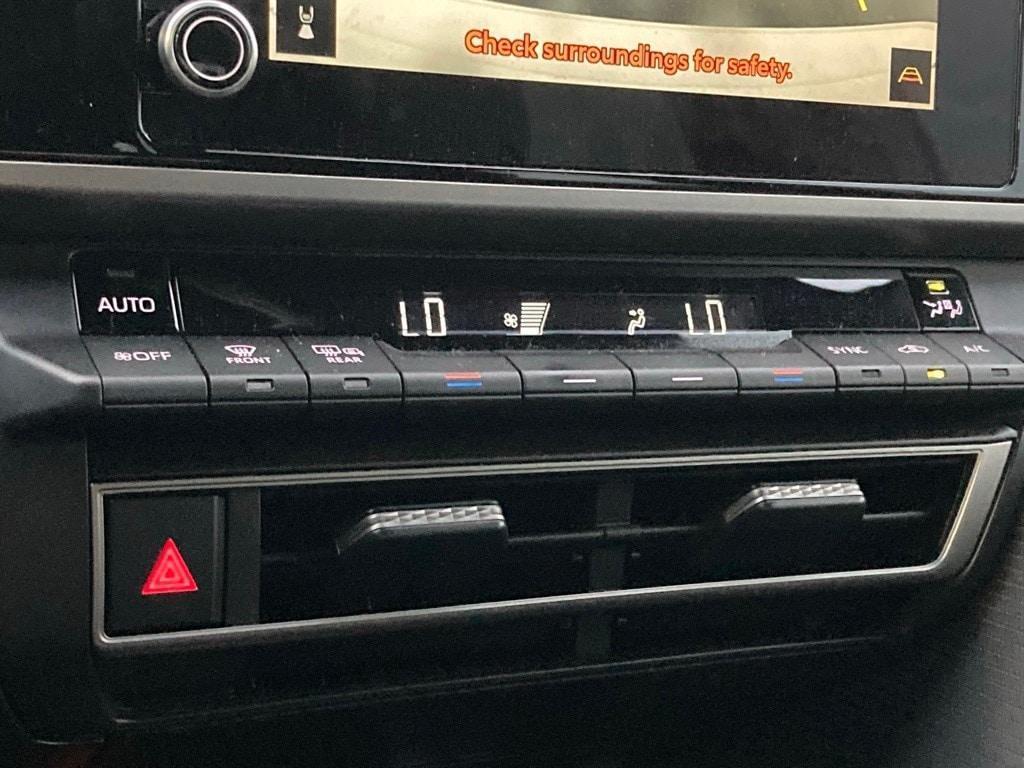 Check surroundings for safety.
AUTO
LO
LO
OFF
FRONT
REAR
SYNC
A/C